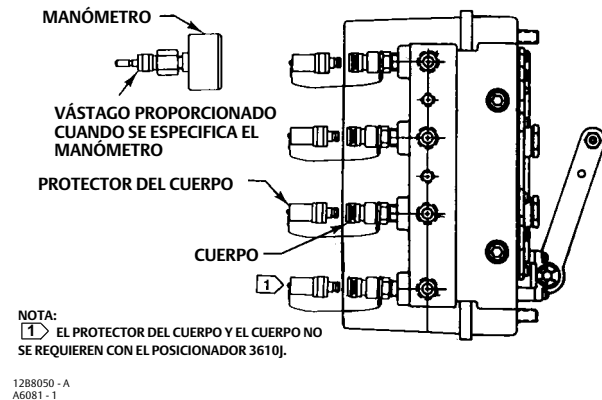 MANÓMETRO
VÁSTAGO PROPORCIONADO
CUANDO SE ESPECIFICA EL
MANÓMETRO
PROTECTOR DEL CUERPO
CUERPO
1
NOTA:
1 EL PROTECTOR DEL CUERPO Y EL CUERPO NO
SE REQUIEREN CON EL POSICIONADOR 3610J.
12B8050 - A
A6081 - 1